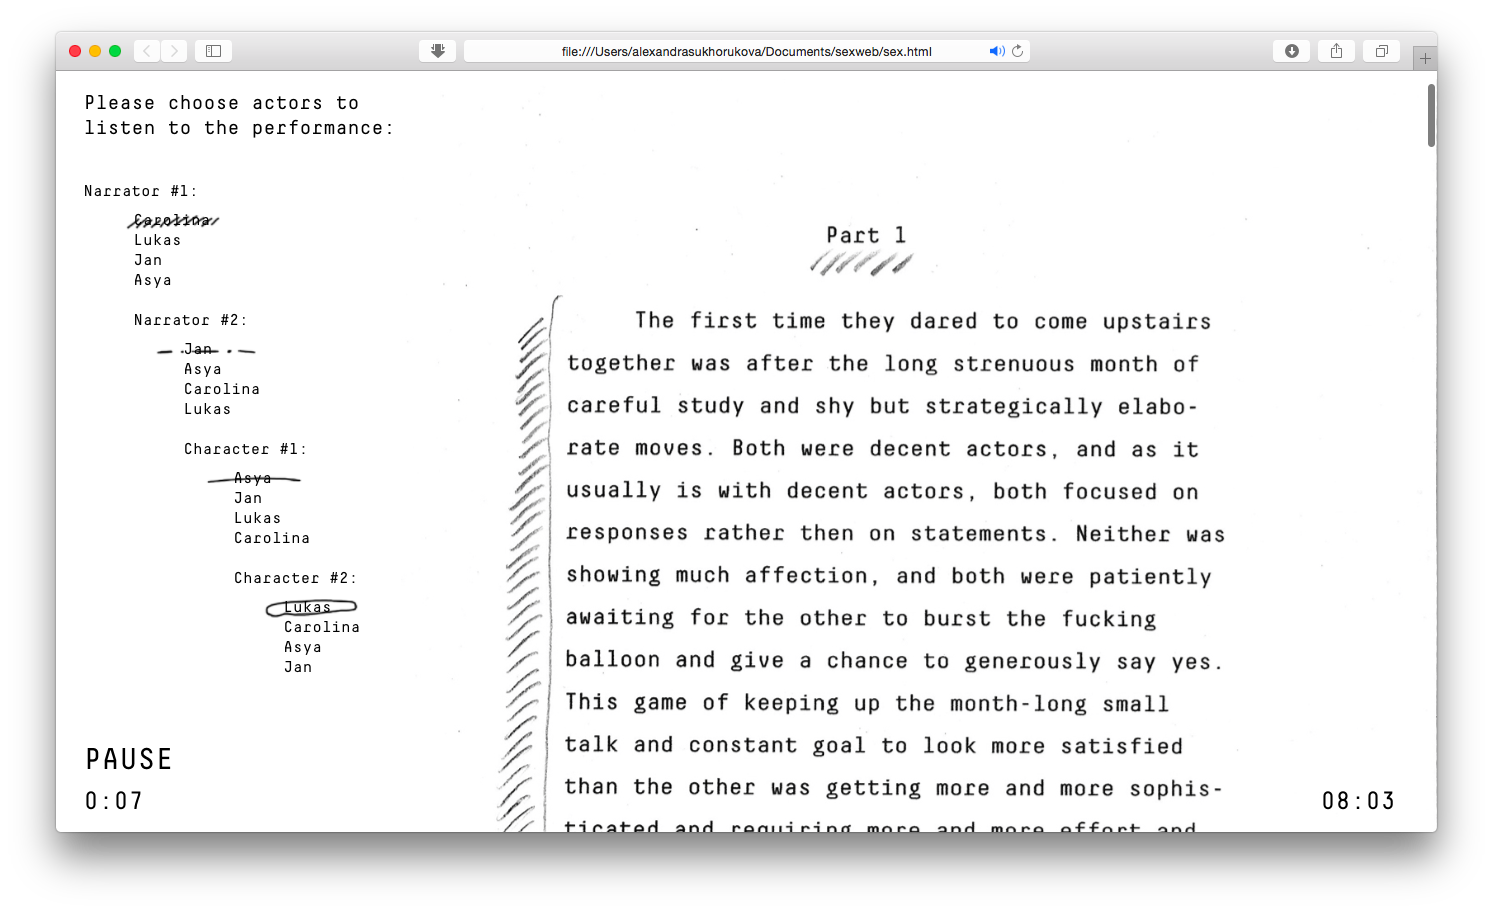 file:///Users/alexandrasukhorukova/Documents/sexweb/sex.html
Please choose actors to
listen to the performance:
Narrator #1:
Carolina
Lukas
Jan
Asya
Narrator #2:
Jan
Asya
Carolina
Lukas
Character #1:
Asya
Jan
Lukas
Carolina
Character #2:
Lukas
Carolina
Asya
Jan
PAUSE
0:07
Part 1
The first time they dared to come upstairs
together was after the long strenuous month of
careful study and shy but strategically elabo-
rate moves. Both were decent actors, and as it
usually is with decent actors, both focused on
responses rather then on statements. Neither was
showing much affection, and both were patiently
awaiting for the other to burst the fucking
balloon and give a chance to generously say yes.
This game of keeping up the month-long small
talk and constant goal to look more satisfied
than the other was getting more and more sophis-
ticated and requiring more and more effort and
08:03